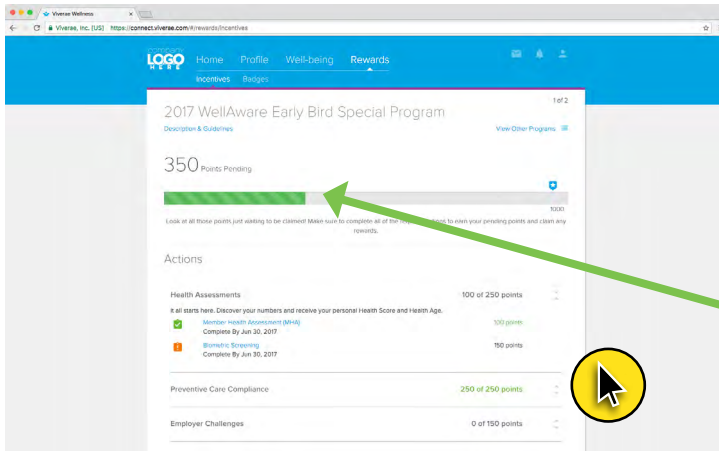 Viverae Wellness
Viverae, Inc. [US] https://connect.viverae.com/#/rewards/incentives
LOGO Home Profile Well-being Rewards
HERE
Incentives Badges
1 of 2
2017 WellAware Early Bird Special Program
Description & Guidelines View Other Programs
350 Points Pending
1000
Look at all those points just waiting to be claimed! Make sure to complete all of the actions to earn your pending points and claim any
rewards.
Actions
Health Assessments 100 of 250 points
It all starts here. Discover your numbers and receive your personal Health Score and Health Age.
Member Health Assessment (MHA) 100 points
Complete By Jun 30, 2017
Biometric Screening 150 points
Complete By Jun 30, 2017
Preventive Care Compliance 250 of 250 points
Employer Challenges 0 of 150 points